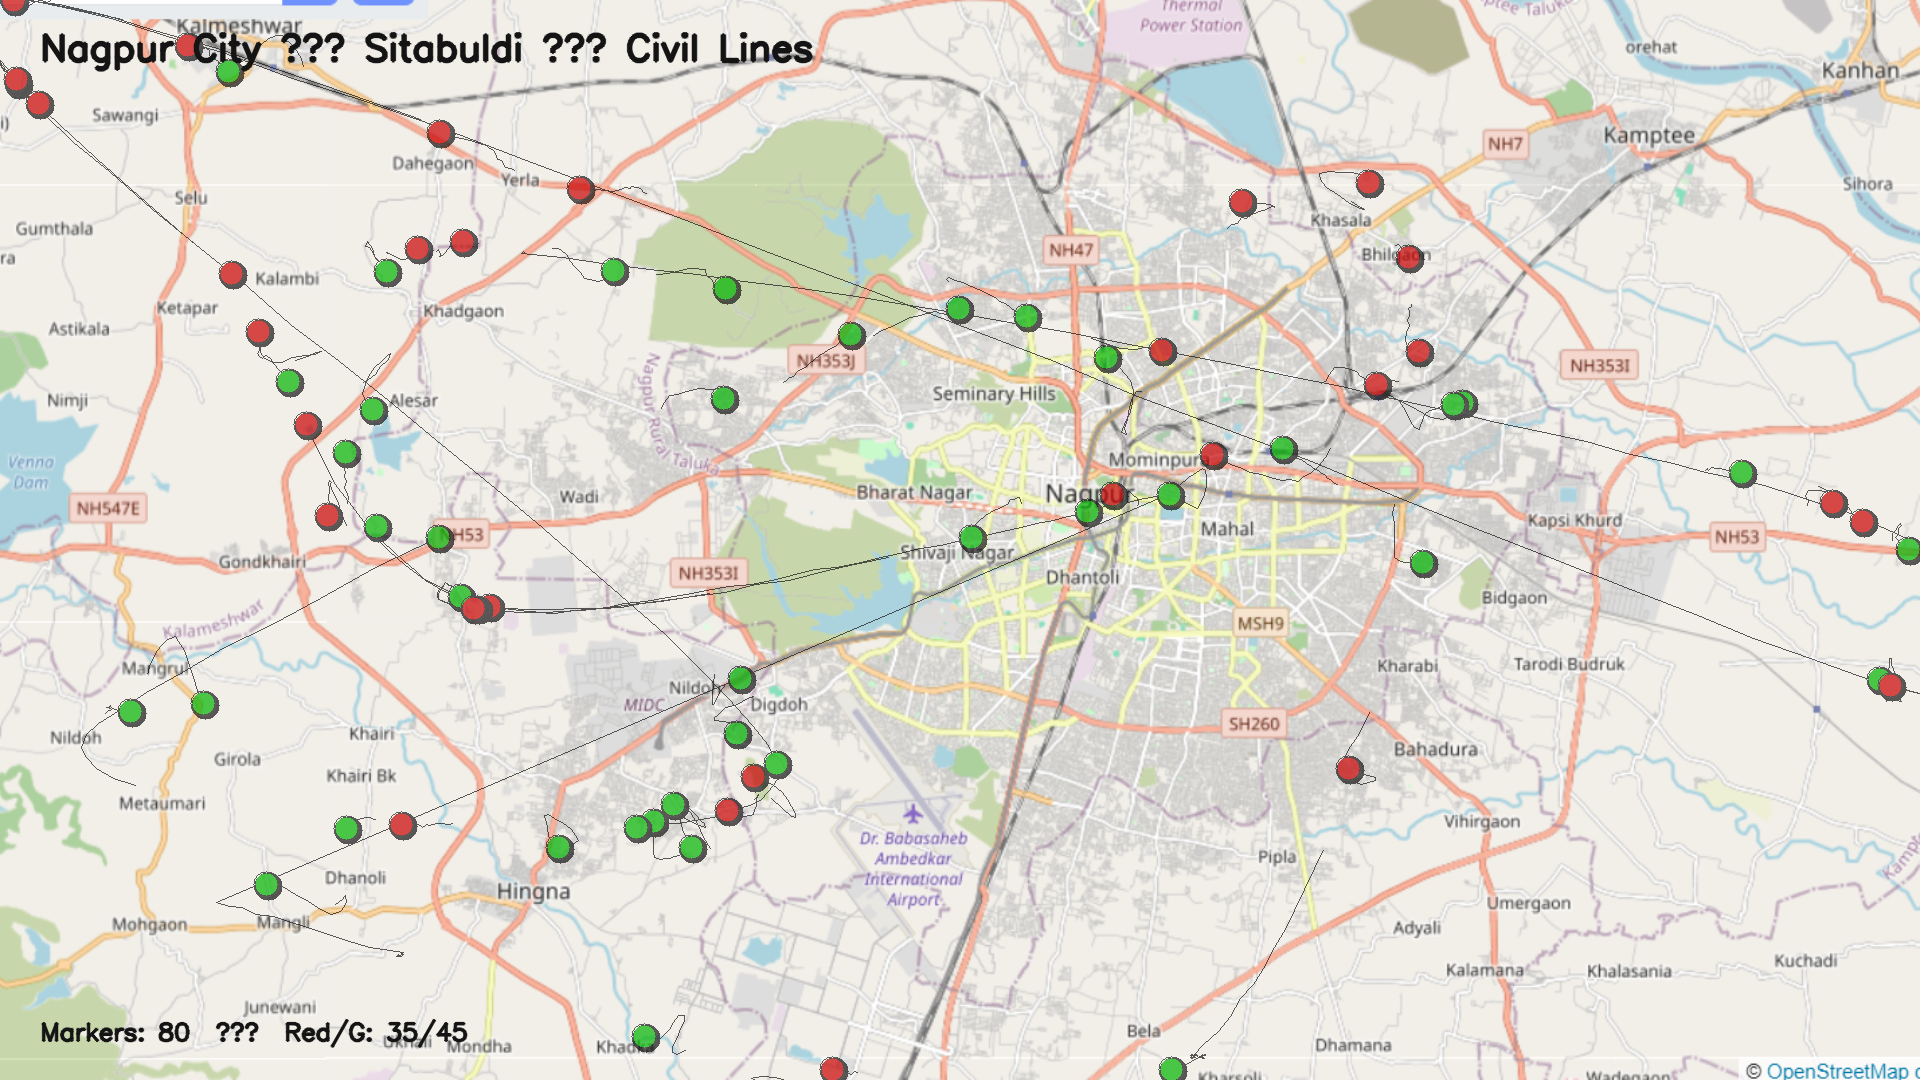 Thermal
Power Station
Kalmeshwar
Nagpur City ??? Sitabuldi ??? Civil Lines
orehat
Kanhan
Sawangi
NH7
Kamptee
Dahegaon
Yerla
Sihora
Selu
Gumthala
Khasala
NH47
Bhilgaon
ra
Kalambi
Ketapar
Khadgaon
Astikala
NH353J
NH353I
Nagpur Rural Taluka
Seminary Hills
Nimji
Alesar
Mominpura
Venna
Dam
Wadi
Bharat Nagar
Nagpur
NH547E
Kapsi Khurd
Mahal
NH53
NH53
Shivaji Nagar
Gondkhairi
NH353I
Dhantoli
Bidgaon
Kalameshwar
MSH9
Mangrul
Kharabi
Tarodi Budruk
Nildoh
MIDC
Digdoh
SH260
Nildoh
Khairi
Bahadura
Girola
Khairi Bk
Metaumari
Vihirgaon
Dr. Babasaheb
Ambedkar
International
Airport
Pipla
Dhanoli
Hingna
Umergaon
Mohgaon
Mangli
Adyali
Kalamana
Khalasania
Kuchadi
Junewani
Markers: 80 ??? Red/G: 35/45
Bela
Mondha
Dhamana
Kharsoli
Wadegaon
© OpenStreetMap